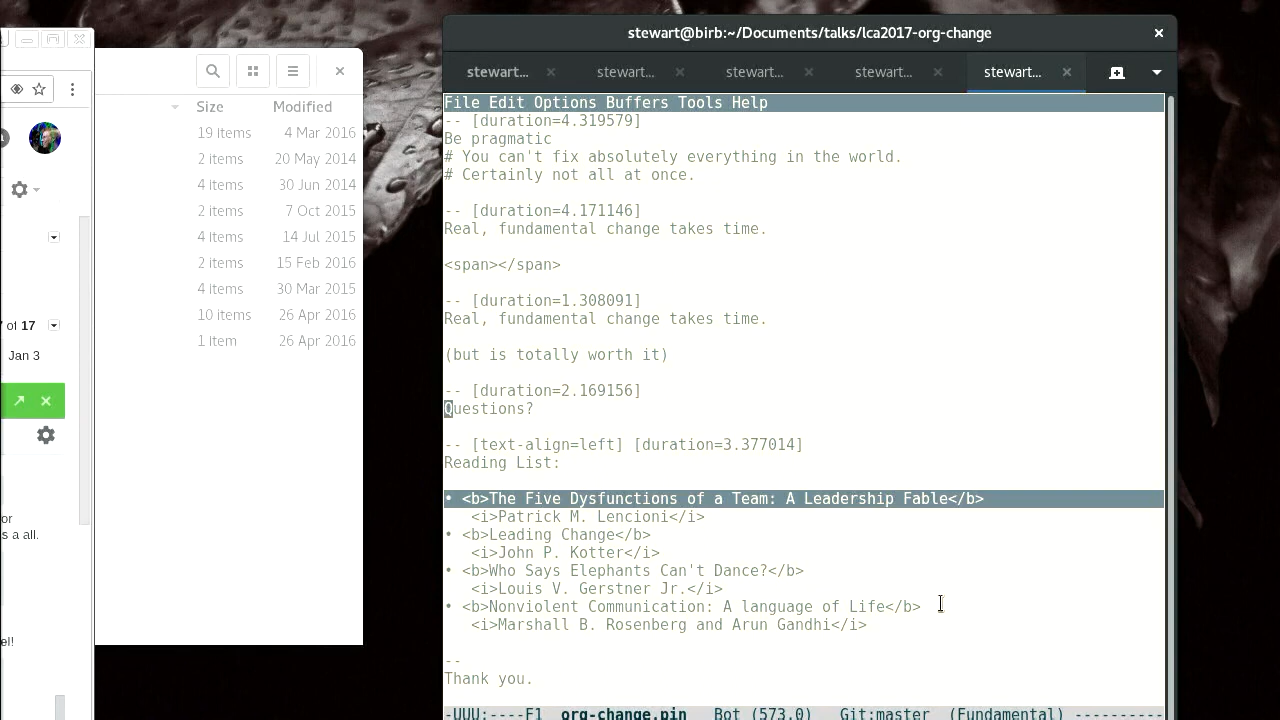 stewart@birb:~/Documents/talks/lca2017-org-change
stewart...
stewart...
stewart...
stewart...
stewart...
Size Modified
19 items 4 Mar 2016
2 items 20 May 2014
4 items 30 Jun 2014
2 items 7 Oct 2015
4 items 14 Jul 2015
2 items 15 Feb 2016
4 items 30 Mar 2015
10 items 26 Apr 2016
1 item 26 Apr 2016
of 17
Jan 3
or
s a all.
el!
File Edit Options Buffers Tools Help
-- [duration=4.319579]
Be pragmatic
# You can't fix absolutely everything in the world.
# Certainly not all at once.
-- [duration=4.171146]
Real, fundamental change takes time.
<span></span>
-- [duration=1.308091]
Real, fundamental change takes time.
(but is totally worth it)
-- [duration=2.169156]
Questions?
-- [text-align=left] [duration=3.377014]
Reading List:
• <b>The Five Dysfunctions of a Team: A Leadership Fable</b>
<i>Patrick M. Lencioni</i>
• <b>Leading Change</b>
<i>John P. Kotter</i>
• <b>Who Says Elephants Can't Dance?</b>
<i>Louis V. Gerstner Jr.</i>
• <b>Nonviolent Communication: A language of Life</b>
<i>Marshall B. Rosenberg and Arun Gandhi</i>
--
Thank you.
-UUU:----F1 org-change.pin Bot (573,0) Git:master (Fundamental) ----------